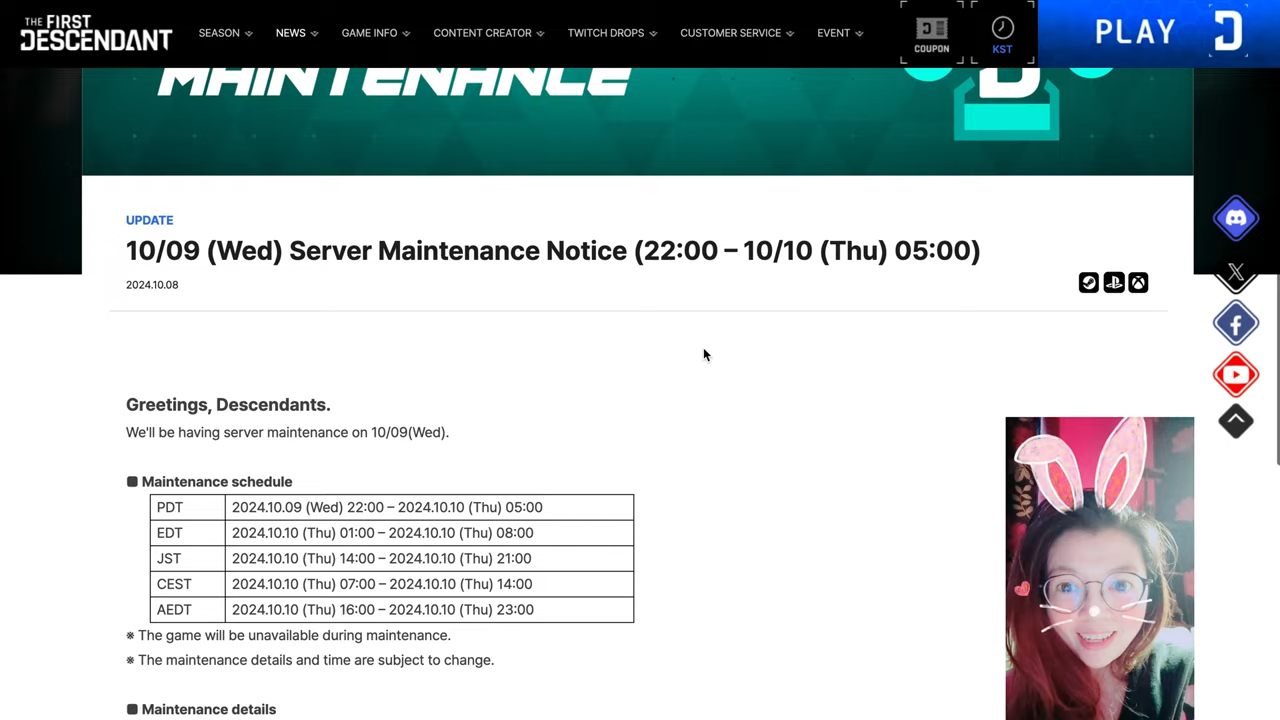 THE FIRST
DESCENDANT
SEASON
NEWS
GAME INFO
CONTENT CREATOR
TWITCH DROPS
CUSTOMER SERVICE
EVENT
COUPON
KST
PLAY
MAINTENANCE
UPDATE
10/09 (Wed) Server Maintenance Notice (22:00 – 10/10 (Thu) 05:00)
2024.10.08
Greetings, Descendants.
We'll be having server maintenance on 10/09(Wed).
■ Maintenance schedule
PDT 2024.10.09 (Wed) 22:00 – 2024.10.10 (Thu) 05:00
EDT 2024.10.10 (Thu) 01:00 – 2024.10.10 (Thu) 08:00
JST 2024.10.10 (Thu) 14:00 – 2024.10.10 (Thu) 21:00
CEST 2024.10.10 (Thu) 07:00 – 2024.10.10 (Thu) 14:00
AEDT 2024.10.10 (Thu) 16:00 – 2024.10.10 (Thu) 23:00
※ The game will be unavailable during maintenance.
※ The maintenance details and time are subject to change.
■ Maintenance details